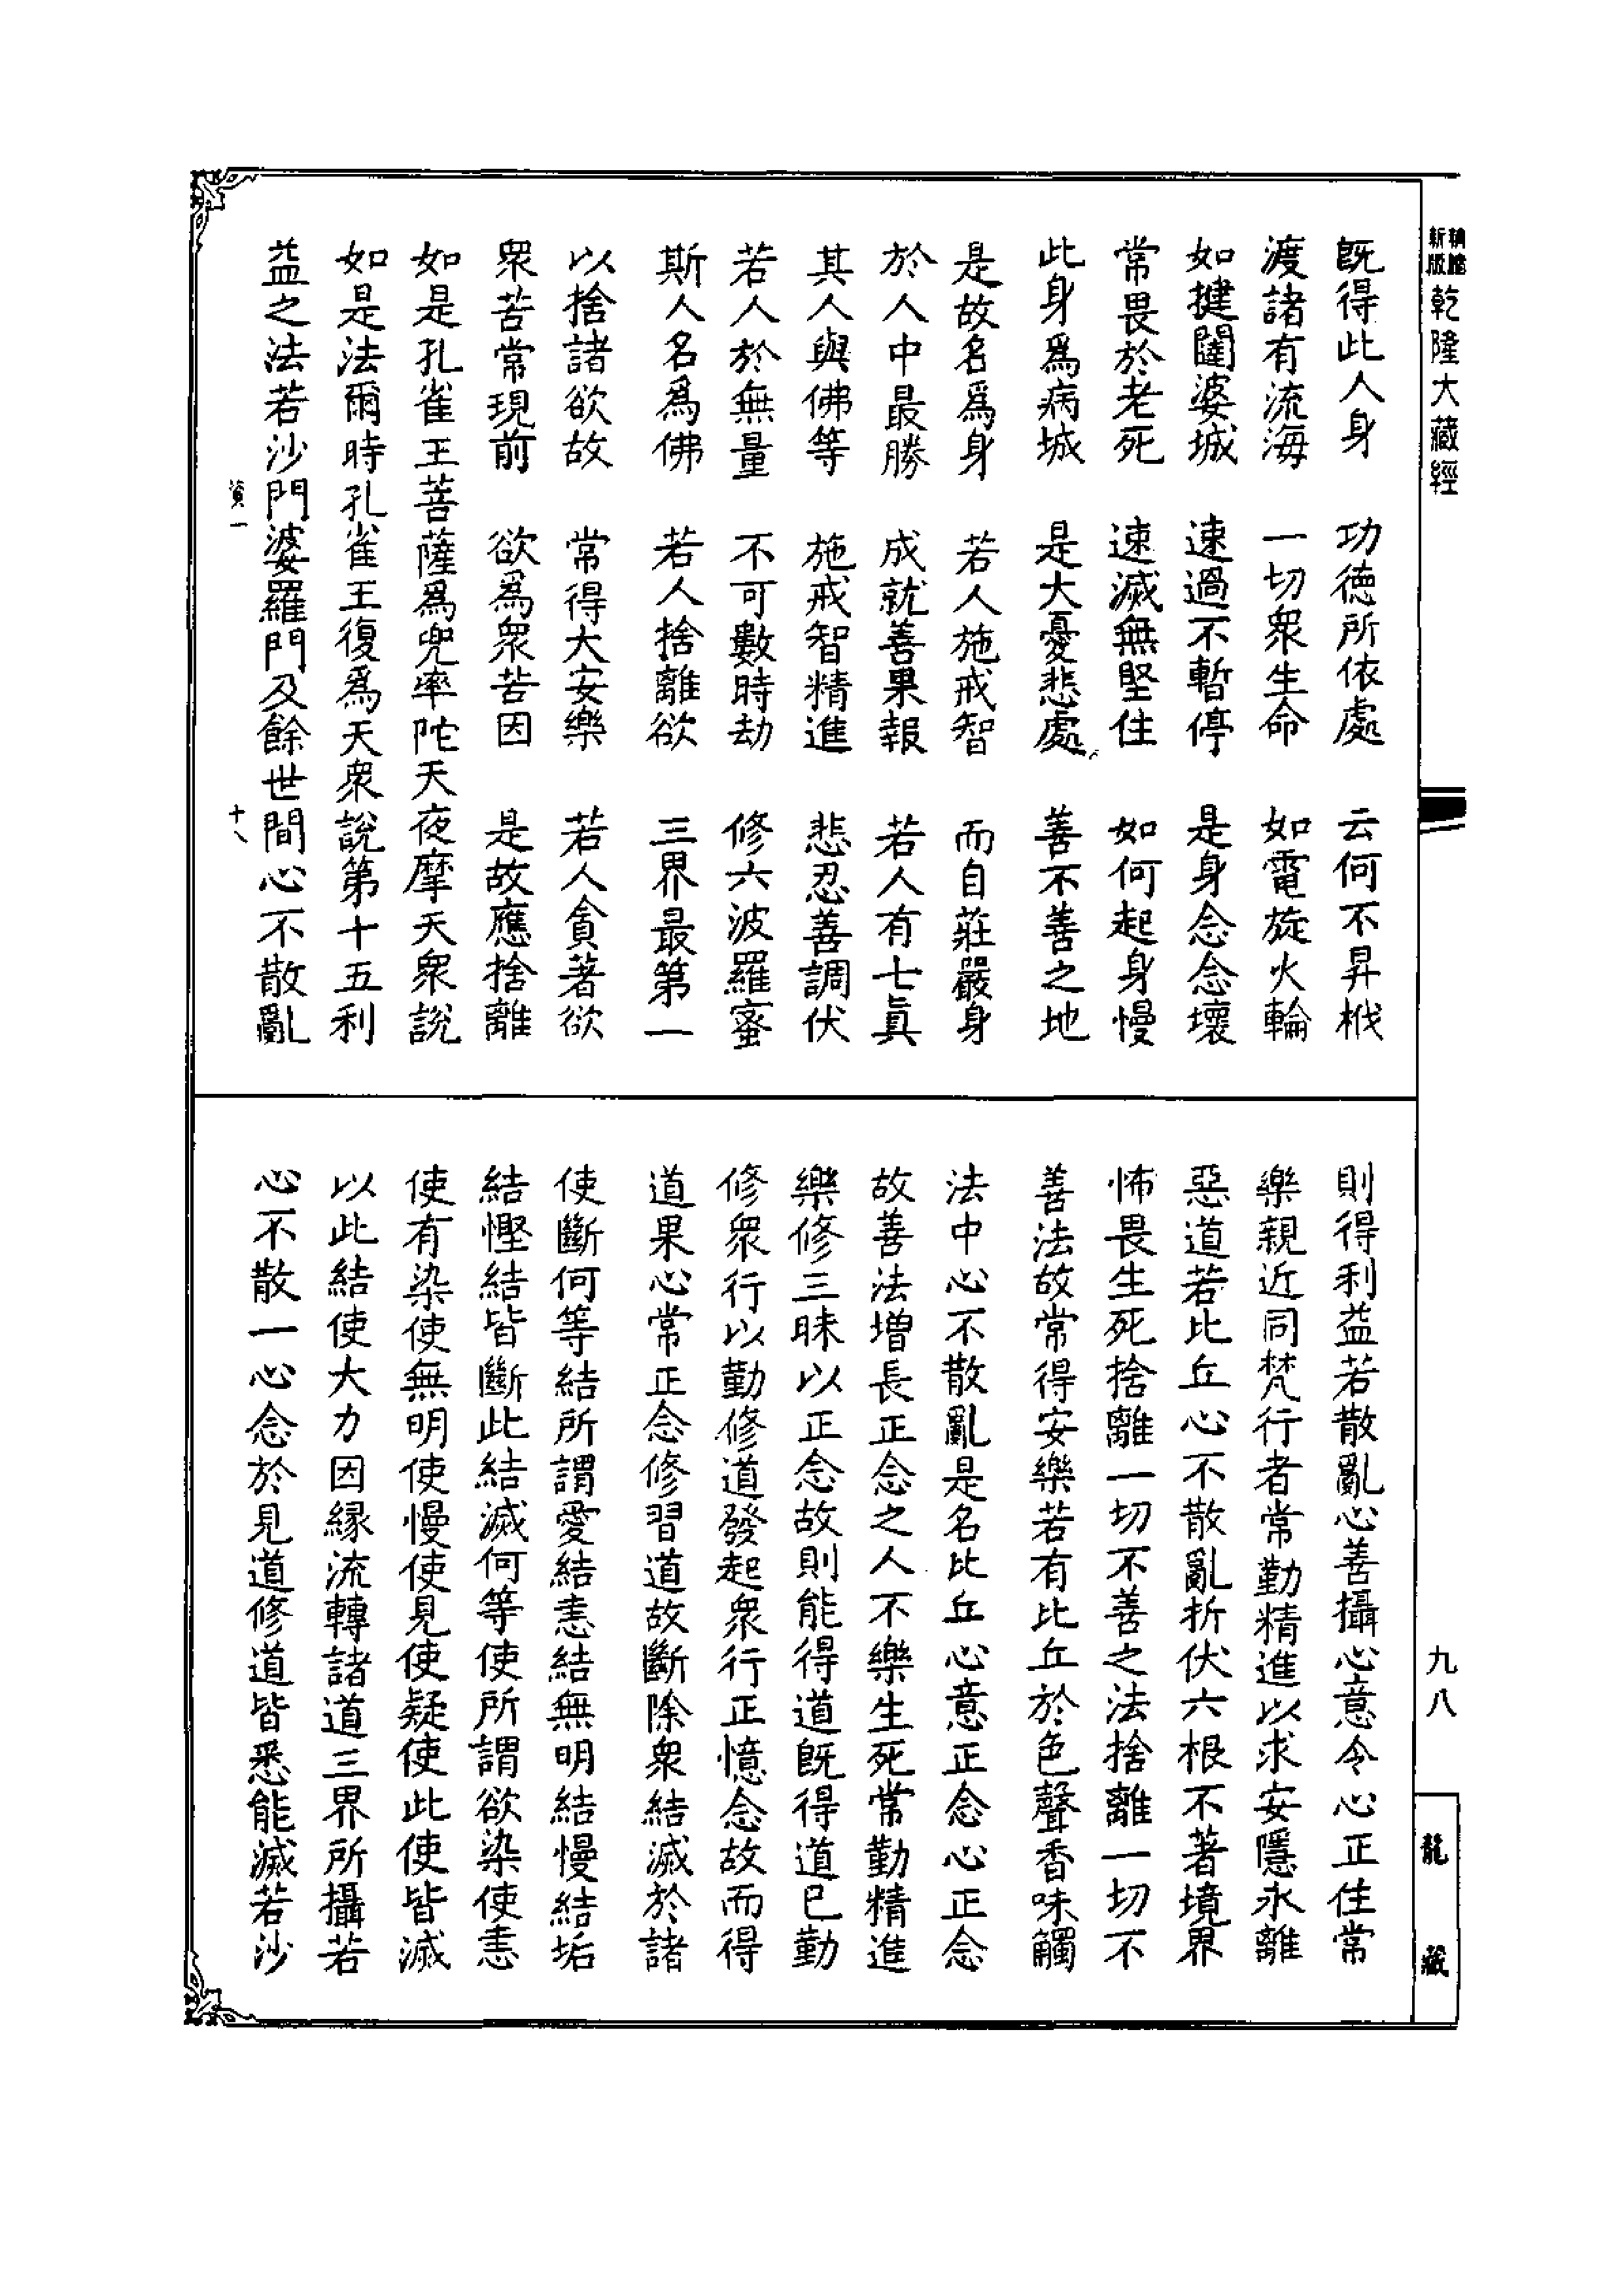 新版
乾隆大藏經
九八
龍藏
既得此人身　功德所依處　云何不昇栰
渡諸有流海　一切衆生命　如電旋火輪
如揵闥婆城　速過不暫停　是身念念壞
常畏於老死　速滅無堅住　如何起身慢
此身爲病城　是大憂悲處　善不善之地
是故名爲身　若人施戒智　而自莊嚴身
於人中最勝　成就善果報　若人有七眞
其人與佛等　施戒智精進　悲忍善調伏
若人於無量　不可數時劫　修六波羅蜜
斯人名爲佛　若人捨離欲　三界最第一
以捨諸欲故　常得大安樂　若人貪著欲
衆苦常現前　欲爲衆苦因　是故應捨離
如是孔雀王菩薩爲兜率陀天夜摩天衆說
如是法爾時孔雀王復爲天衆說第十五利
益之法若沙門婆羅門及餘世間心不散亂
資一　十八
則得利益若散亂心善攝心意令心正住常
樂親近同梵行者常勤精進以求安隱永離
惡道若比丘心不散亂折伏六根不著境界
怖畏生死捨離一切不善之法捨離一切不
善法故常得安樂若有比丘於色聲香味觸
法中心不散亂是名比丘心意正念心正念
故善法增長正念之人不樂生死常勤精進
樂修三昧以正念故則能得道既得道已勤
修衆行以勤修道發起衆行正憶念故而得
道果心常正念修習道故斷除衆結滅於諸
使斷何等結所謂愛結恚結無明結慢結垢
結慳結皆斷此結滅何等使所謂欲染使恚
使有染使無明使慢使見使疑使此使皆滅
以此結使大力因緣流轉諸道三界所攝若
心不散一心念於見道修道皆悉能滅若沙